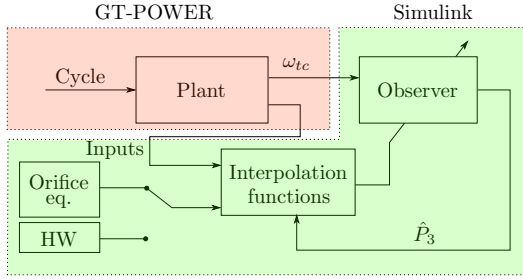 GT-POWER
Simulink
Cycle
Plant
ω_tc
Observer
Inputs
Orifice
eq.
Interpolation
functions
HW
P̂_3